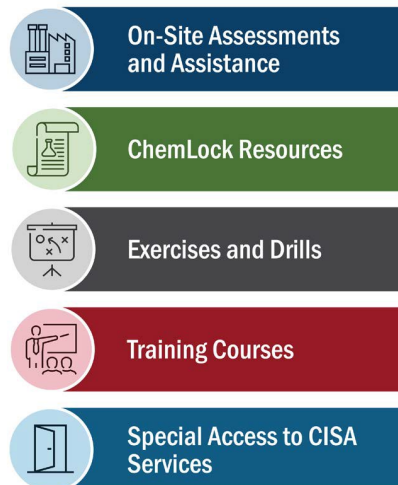 On-Site Assessments
and Assistance
ChemLock Resources
Exercises and Drills
Training Courses
Special Access to CISA
Services